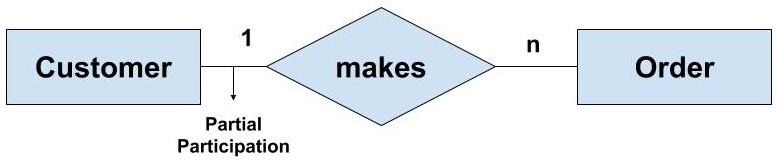 Customer
1
makes
n
Order
Partial
Participation